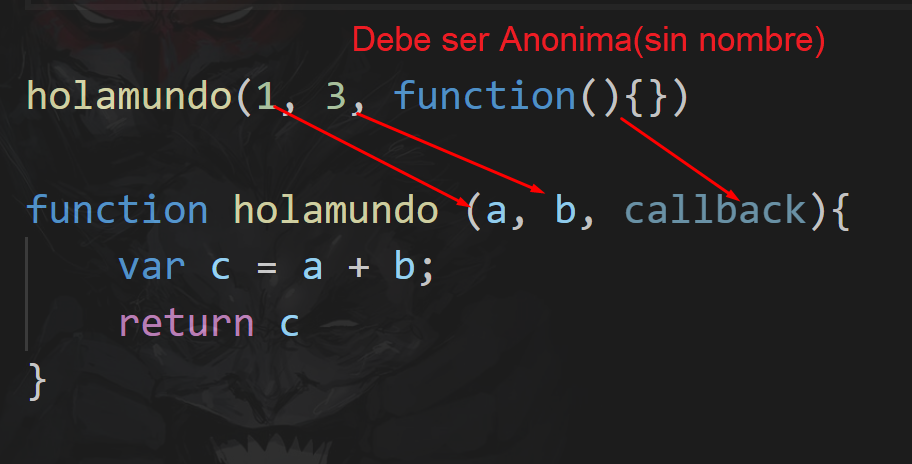 Debe ser Anonima(sin nombre)
holamundo(1, 3, function(){})
function holamundo (a, b, callback){
var c = a + b;
return c
}